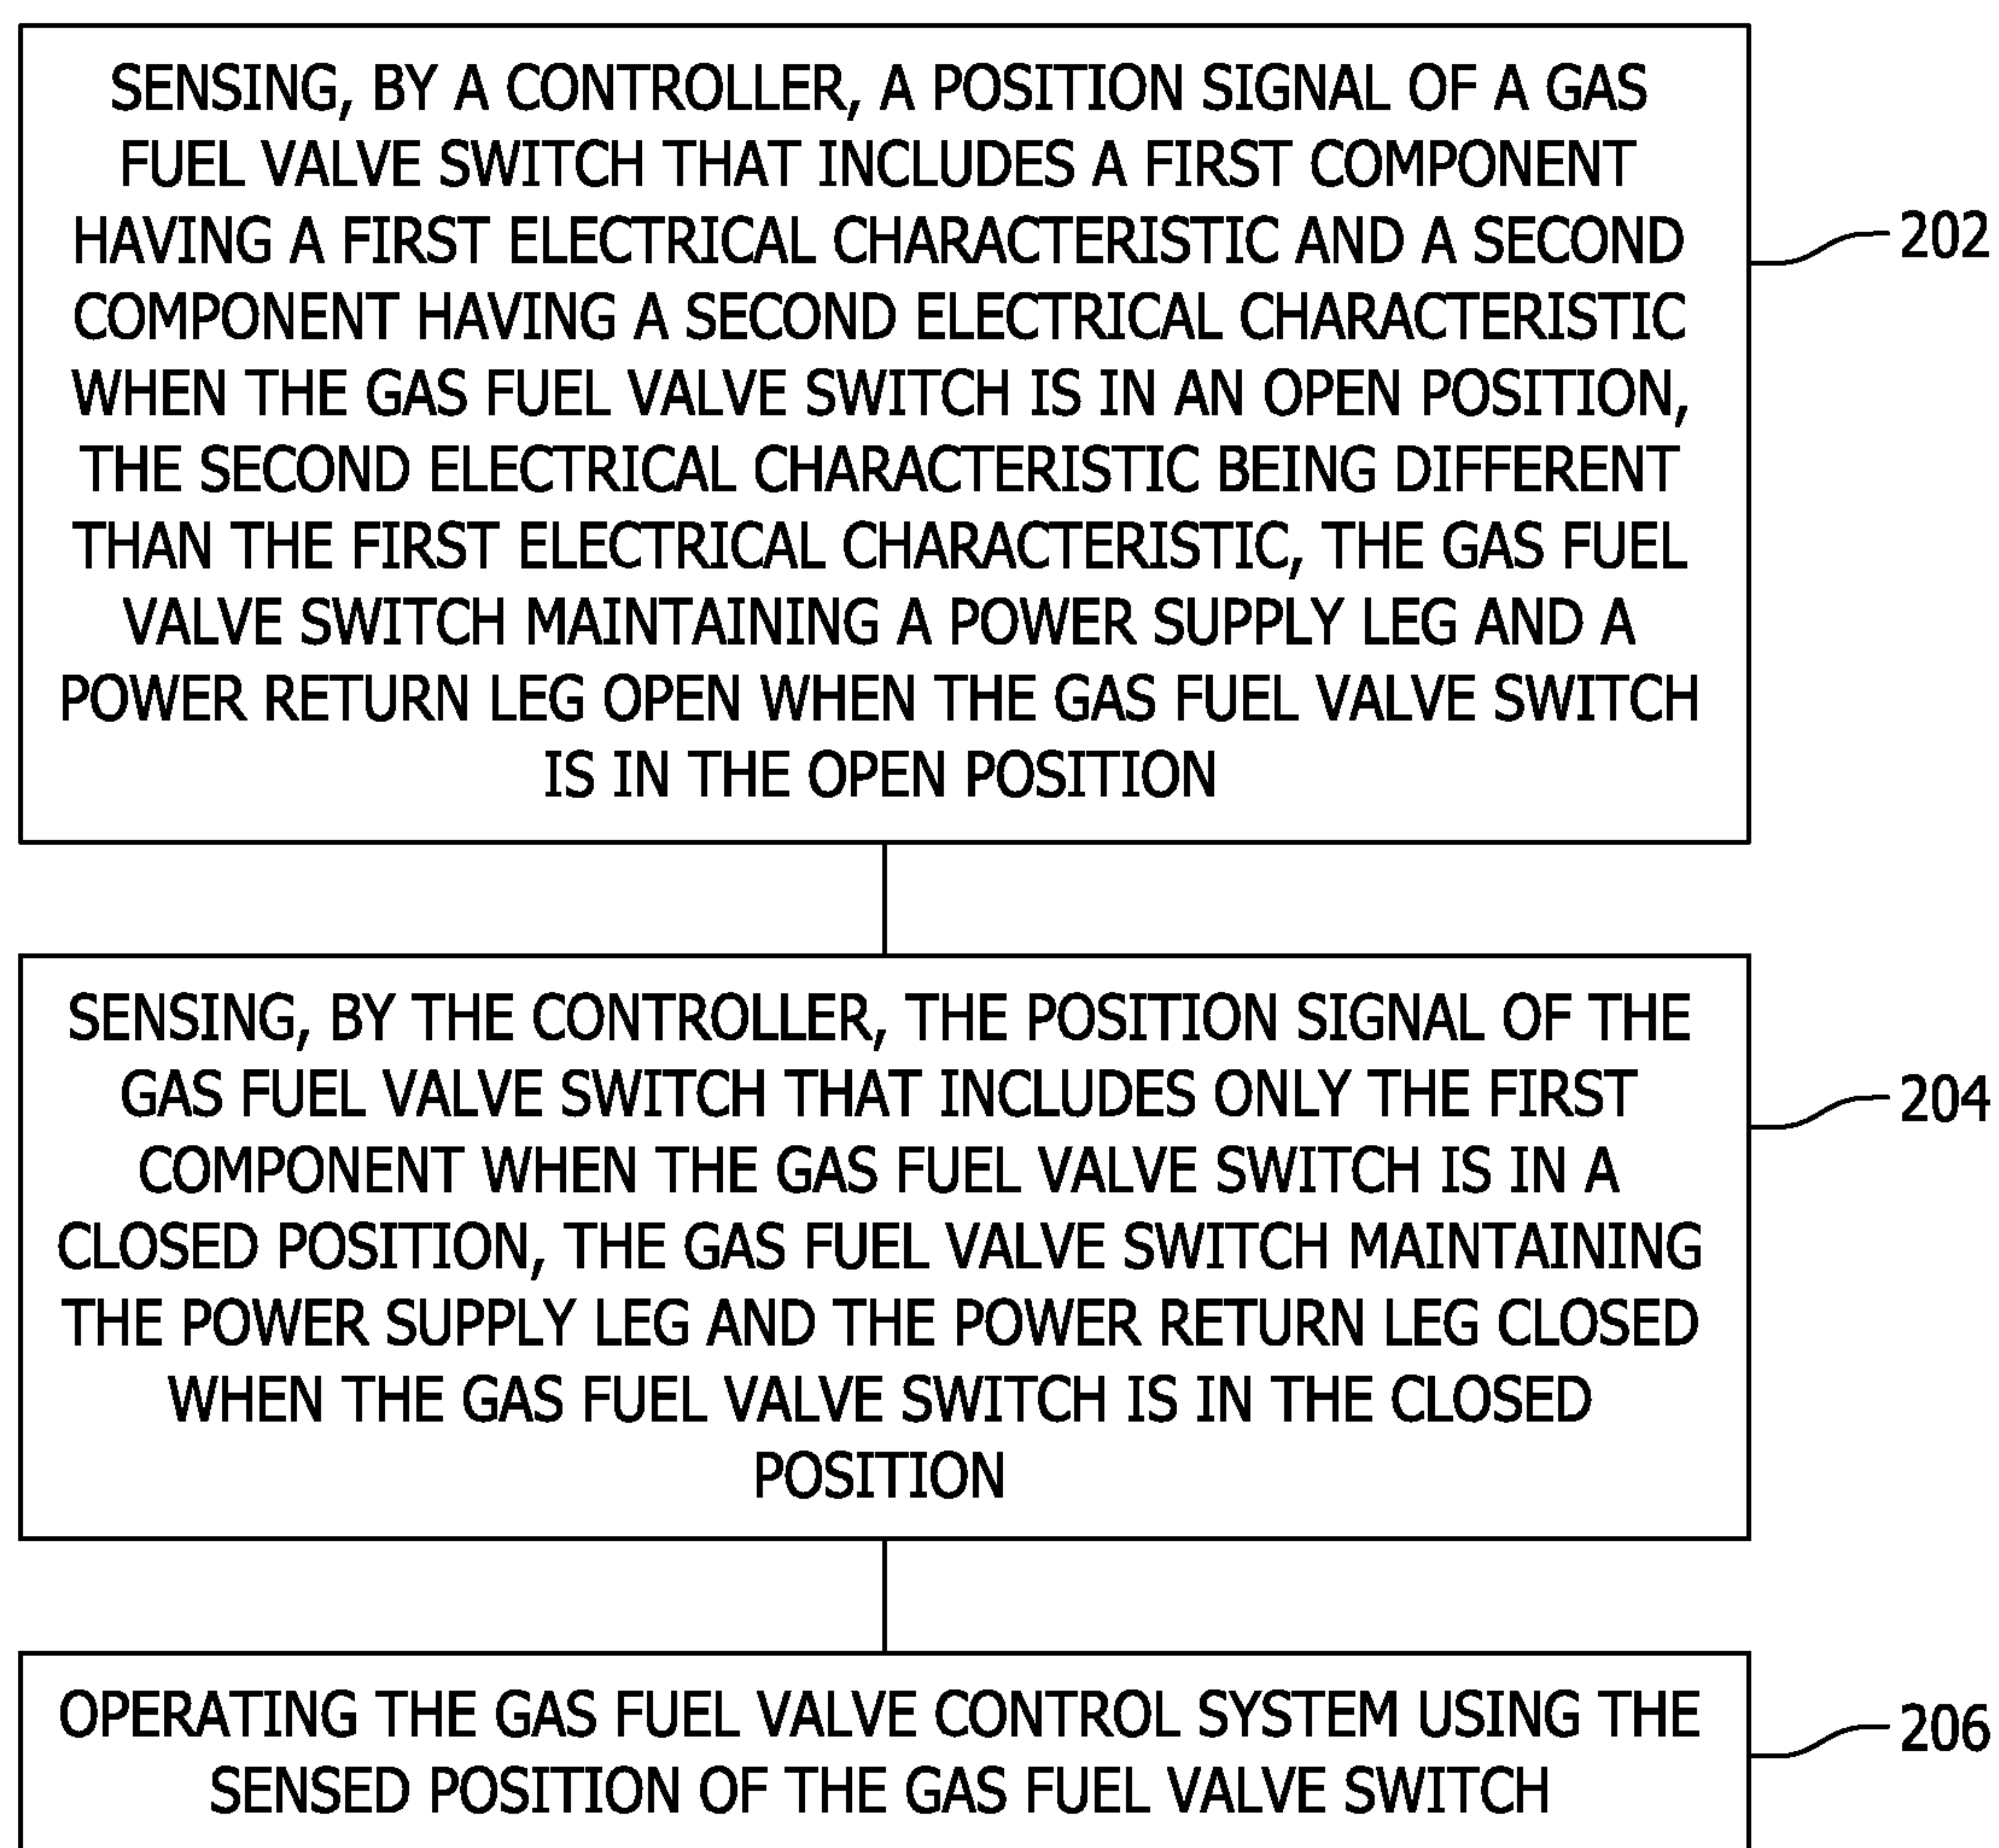 SENSING, BY A CONTROLLER, A POSITION SIGNAL OF A GAS
FUEL VALVE SWITCH THAT INCLUDES A FIRST COMPONENT
HAVING A FIRST ELECTRICAL CHARACTERISTIC AND A SECOND
COMPONENT HAVING A SECOND ELECTRICAL CHARACTERISTIC
WHEN THE GAS FUEL VALVE SWITCH IS IN AN OPEN POSITION,
THE SECOND ELECTRICAL CHARACTERISTIC BEING DIFFERENT
THAN THE FIRST ELECTRICAL CHARACTERISTIC, THE GAS FUEL
VALVE SWITCH MAINTAINING A POWER SUPPLY LEG AND A
POWER RETURN LEG OPEN WHEN THE GAS FUEL VALVE SWITCH
IS IN THE OPEN POSITION
202
SENSING, BY THE CONTROLLER, THE POSITION SIGNAL OF THE
GAS FUEL VALVE SWITCH THAT INCLUDES ONLY THE FIRST
COMPONENT WHEN THE GAS FUEL VALVE SWITCH IS IN A
CLOSED POSITION, THE GAS FUEL VALVE SWITCH MAINTAINING
THE POWER SUPPLY LEG AND THE POWER RETURN LEG CLOSED
WHEN THE GAS FUEL VALVE SWITCH IS IN THE CLOSED
POSITION
204
OPERATING THE GAS FUEL VALVE CONTROL SYSTEM USING THE
SENSED POSITION OF THE GAS FUEL VALVE SWITCH
206